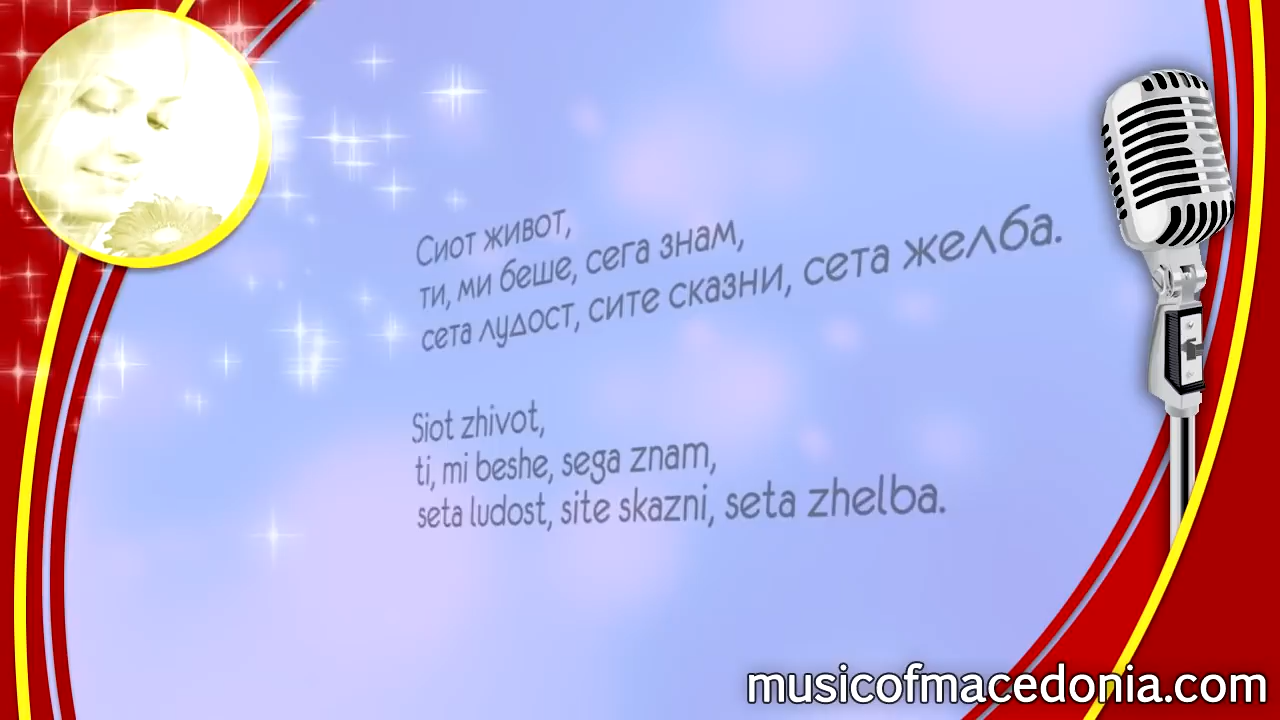 Сиот живот,
ти, ми беше, сега знам,
сета лудост, сите сказни, сета желба.
Siot zhivot,
ti, mi beshe, sega znam,
seta ludost, site skazni, seta zhelba.
musicofmacedonia.com